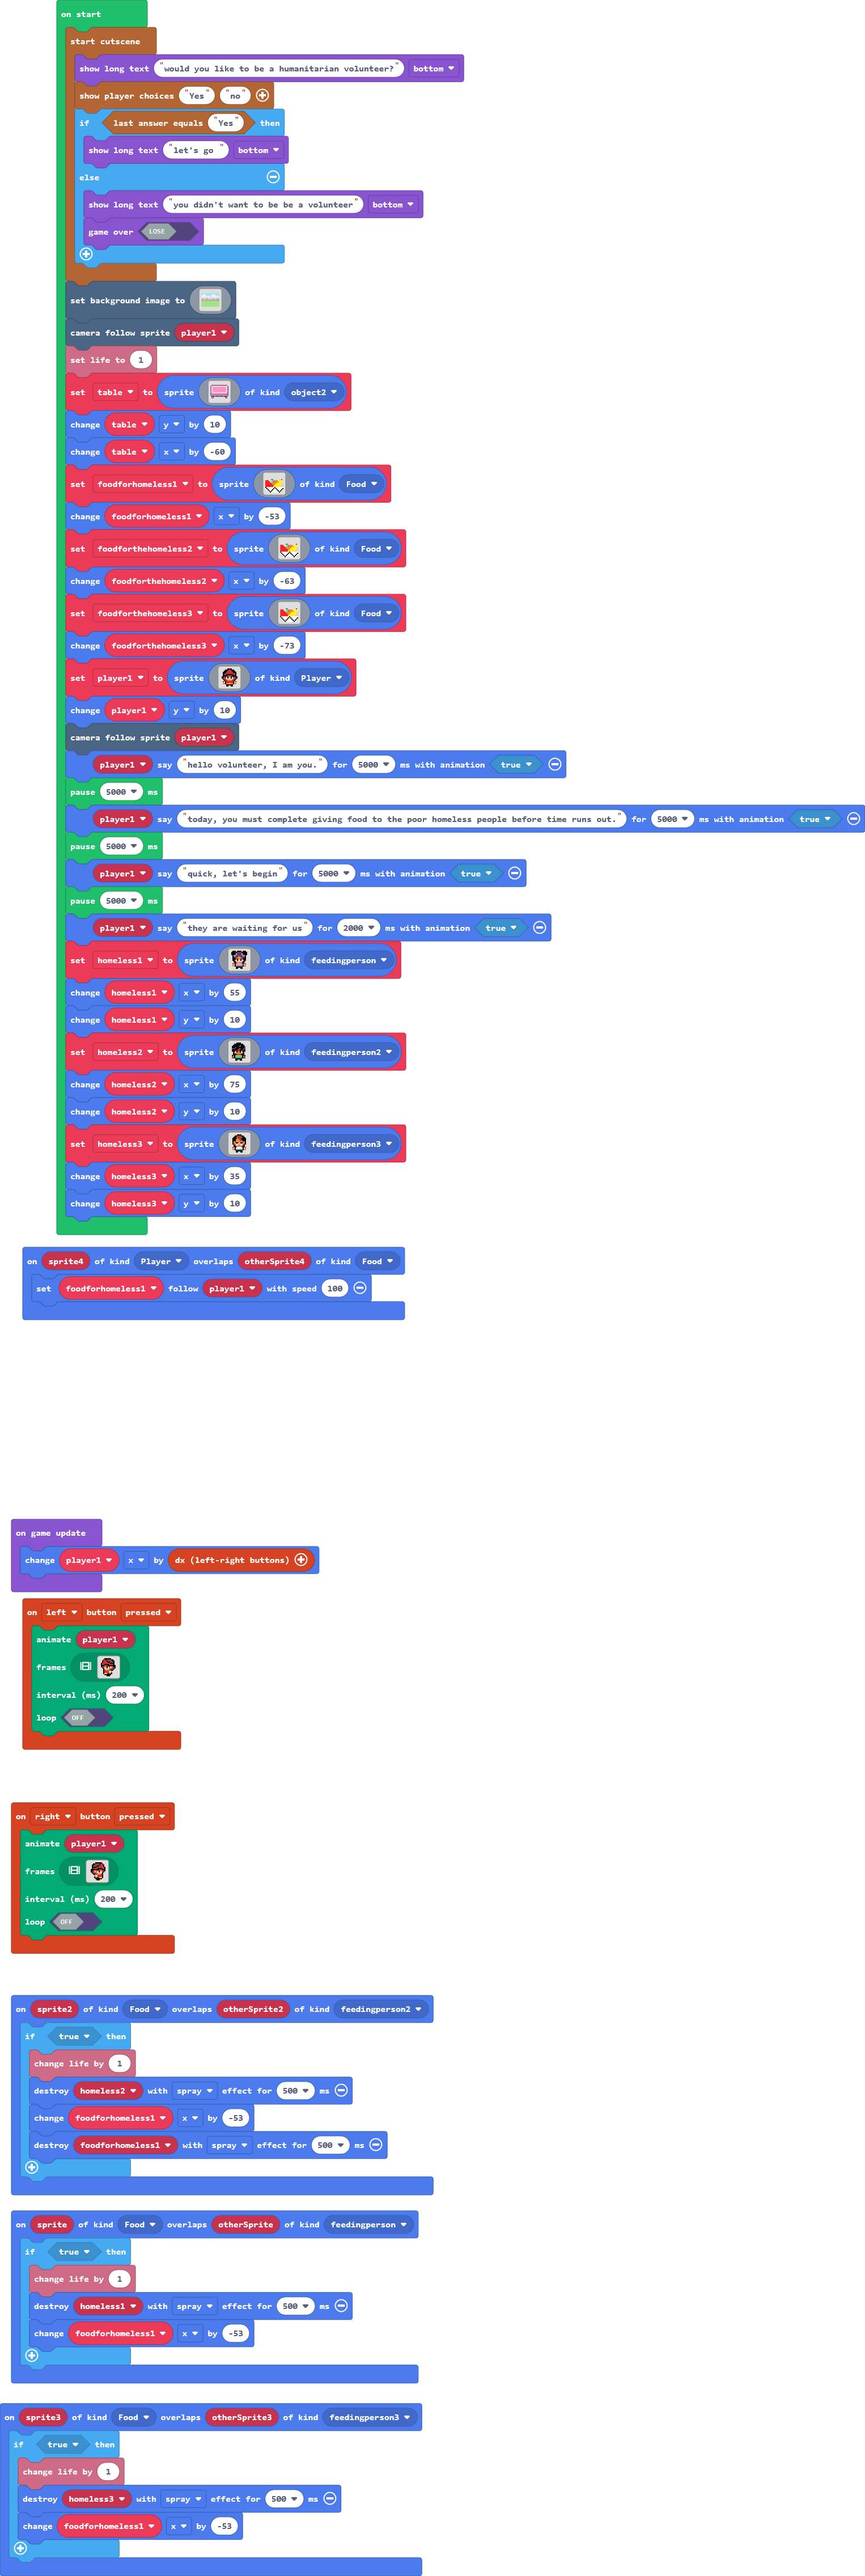 on start
start cutscene
show long text "would you like to be a humanitarian volunteer?" bottom
show player choices "Yes" "no"
if last answer equals "Yes" then
show long text "let's go " bottom
else
show long text "you didn't want to be be a volunteer" bottom
game over LOSE
set background image to
camera follow sprite player1
set life to 1
set table to sprite of kind object2
change table y by 10
change table x by -60
set foodforhomeless1 to sprite of kind Food
change foodforhomeless1 x by -53
set foodforthehomeless2 to sprite of kind Food
change foodforthehomeless2 x by -63
set foodforthehomeless3 to sprite of kind Food
change foodforthehomeless3 x by -73
set player1 to sprite of kind Player
change player1 y by 10
camera follow sprite player1
player1 say "hello volunteer, I am you." for 5000 ms with animation true
pause 5000 ms
player1 say "today, you must complete giving food to the poor homeless people before time runs out." for 5000 ms with animation true
pause 5000 ms
player1 say "quick, let's begin" for 5000 ms with animation true
pause 5000 ms
player1 say "they are waiting for us" for 2000 ms with animation true
set homeless1 to sprite of kind feedingperson
change homeless1 x by 55
change homeless1 y by 10
set homeless2 to sprite of kind feedingperson2
change homeless2 x by 75
change homeless2 y by 10
set homeless3 to sprite of kind feedingperson3
change homeless3 x by 35
change homeless3 y by 10
on sprite4 of kind Player overlaps otherSprite4 of kind Food
set foodforhomeless1 follow player1 with speed 100
on game update
change player1 x by dx (left-right buttons)
on left button pressed
animate player1
frames
interval (ms) 200
loop OFF
on right button pressed
animate player1
frames
interval (ms) 200
loop OFF
on sprite2 of kind Food overlaps otherSprite2 of kind feedingperson2
if true then
change life by 1
destroy homeless2 with spray effect for 500 ms
change foodforhomeless1 x by -53
destroy foodforhomeless1 with spray effect for 500 ms
on sprite of kind Food overlaps otherSprite of kind feedingperson
if true then
change life by 1
destroy homeless1 with spray effect for 500 ms
change foodforhomeless1 x by -53
on sprite3 of kind Food overlaps otherSprite3 of kind feedingperson3
if true then
change life by 1
destroy homeless3 with spray effect for 500 ms
change foodforhomeless1 x by -53